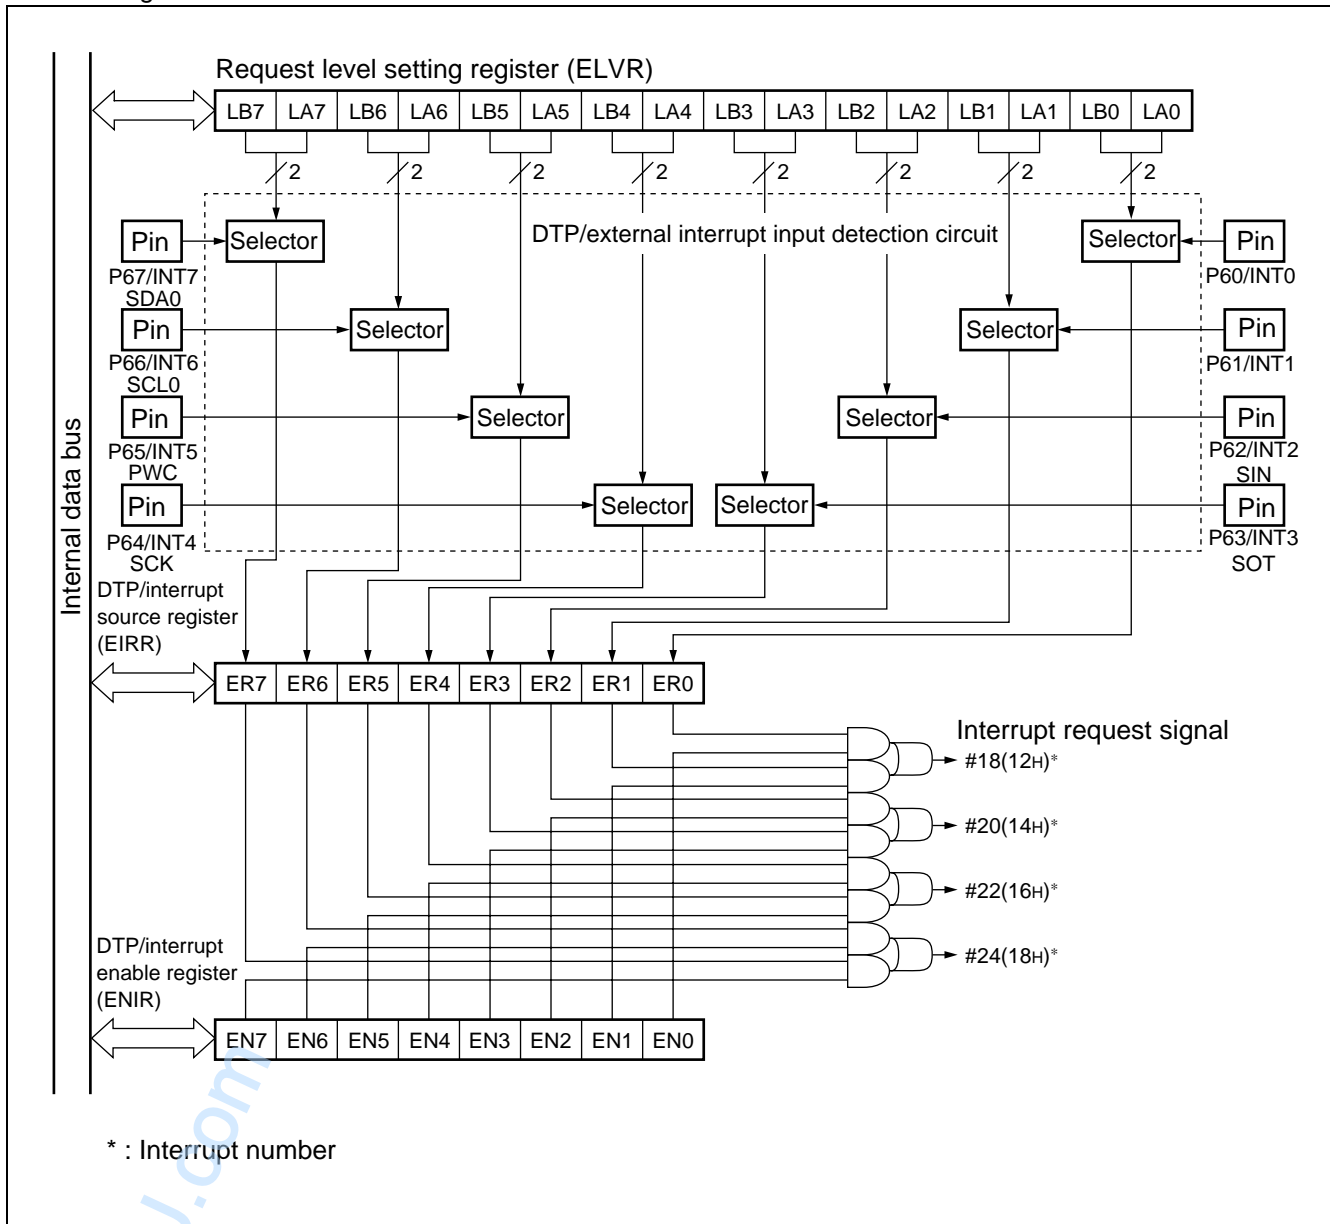 Request level setting register (ELVR)
LB7 LA7 LB6 LA6 LB5 LA5 LB4 LA4 LB3 LA3 LB2 LA2 LB1 LA1 LB0 LA0
2 2 2 2 2 2 2 2
DTP/external interrupt input detection circuit
Pin Selector Selector Pin
P67/INT7 P60/INT0
SDA0
Pin Selector Selector Pin
P66/INT6 P61/INT1
SCL0
Pin Selector Selector Pin
P65/INT5 P62/INT2
PWC SIN
Pin Selector Selector Pin
P64/INT4 P63/INT3
SCK SOT
Internal data bus
DTP/interrupt
source register
(EIRR)
ER7 ER6 ER5 ER4 ER3 ER2 ER1 ER0
Interrupt request signal
#18(12H)*
#20(14H)*
#22(16H)*
#24(18H)*
DTP/interrupt
enable register
(ENIR)
EN7 EN6 EN5 EN4 EN3 EN2 EN1 EN0
* : Interrupt number